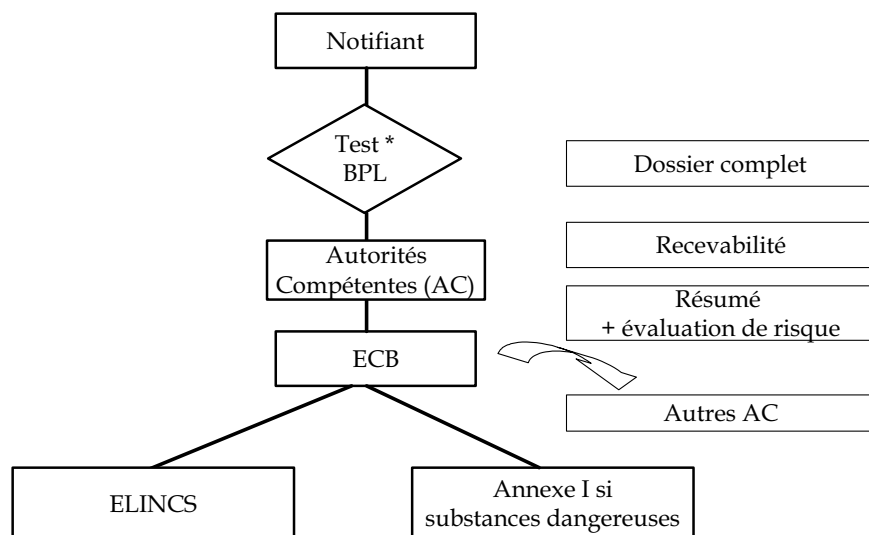 Notifiant
Test *
BPL
Dossier complet
Autorités
Compétentes (AC)
Recevabilité
Résumé
+ évaluation de risque
ECB
Autres AC
ELINCS
Annexe I si
substances dangereuses